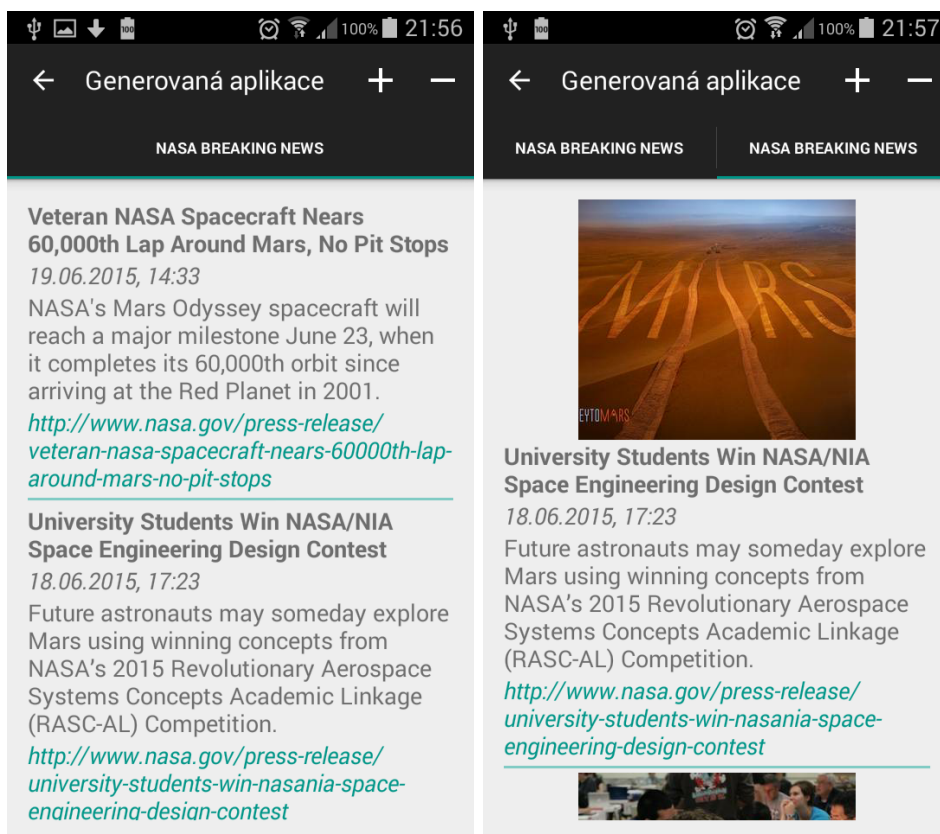 100
100% 21:56
Generovaná aplikace
NASA BREAKING NEWS
Veteran NASA Spacecraft Nears
60,000th Lap Around Mars, No Pit Stops
19.06.2015, 14:33
NASA's Mars Odyssey spacecraft will
reach a major milestone June 23, when
it completes its 60,000th orbit since
arriving at the Red Planet in 2001.
http://www.nasa.gov/press-release/
veteran-nasa-spacecraft-nears-60000th-lap-
around-mars-no-pit-stops
University Students Win NASA/NIA
Space Engineering Design Contest
18.06.2015, 17:23
Future astronauts may someday explore
Mars using winning concepts from
NASA’s 2015 Revolutionary Aerospace
Systems Concepts Academic Linkage
(RASC-AL) Competition.
http://www.nasa.gov/press-release/
university-students-win-nasania-space-
engineering-design-contest
100
100% 21:57
Generovaná aplikace
NASA BREAKING NEWS
NASA BREAKING NEWS
MARS
EYTOMARS
University Students Win NASA/NIA
Space Engineering Design Contest
18.06.2015, 17:23
Future astronauts may someday explore
Mars using winning concepts from
NASA’s 2015 Revolutionary Aerospace
Systems Concepts Academic Linkage
(RASC-AL) Competition.
http://www.nasa.gov/press-release/
university-students-win-nasania-space-
engineering-design-contest